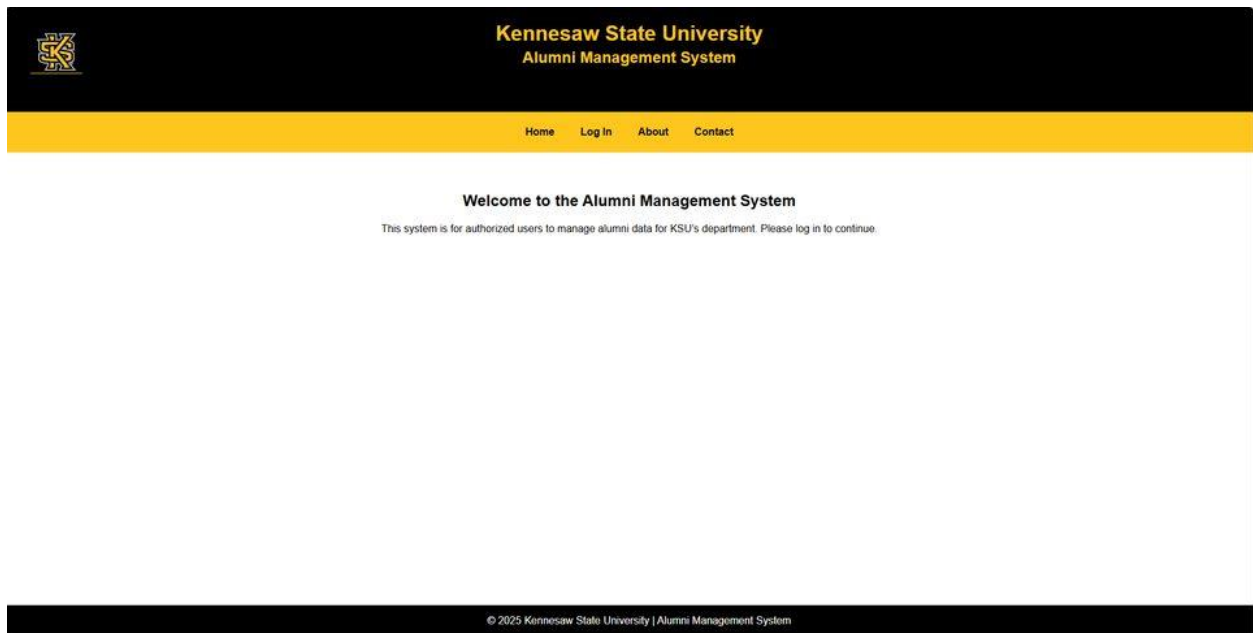 KS
Kennesaw State University
Alumni Management System
Home Log In About Contact
Welcome to the Alumni Management System
This system is for authorized users to manage alumni data for KSU's department. Please log in to continue.
© 2025 Kennesaw State University | Alumni Management System